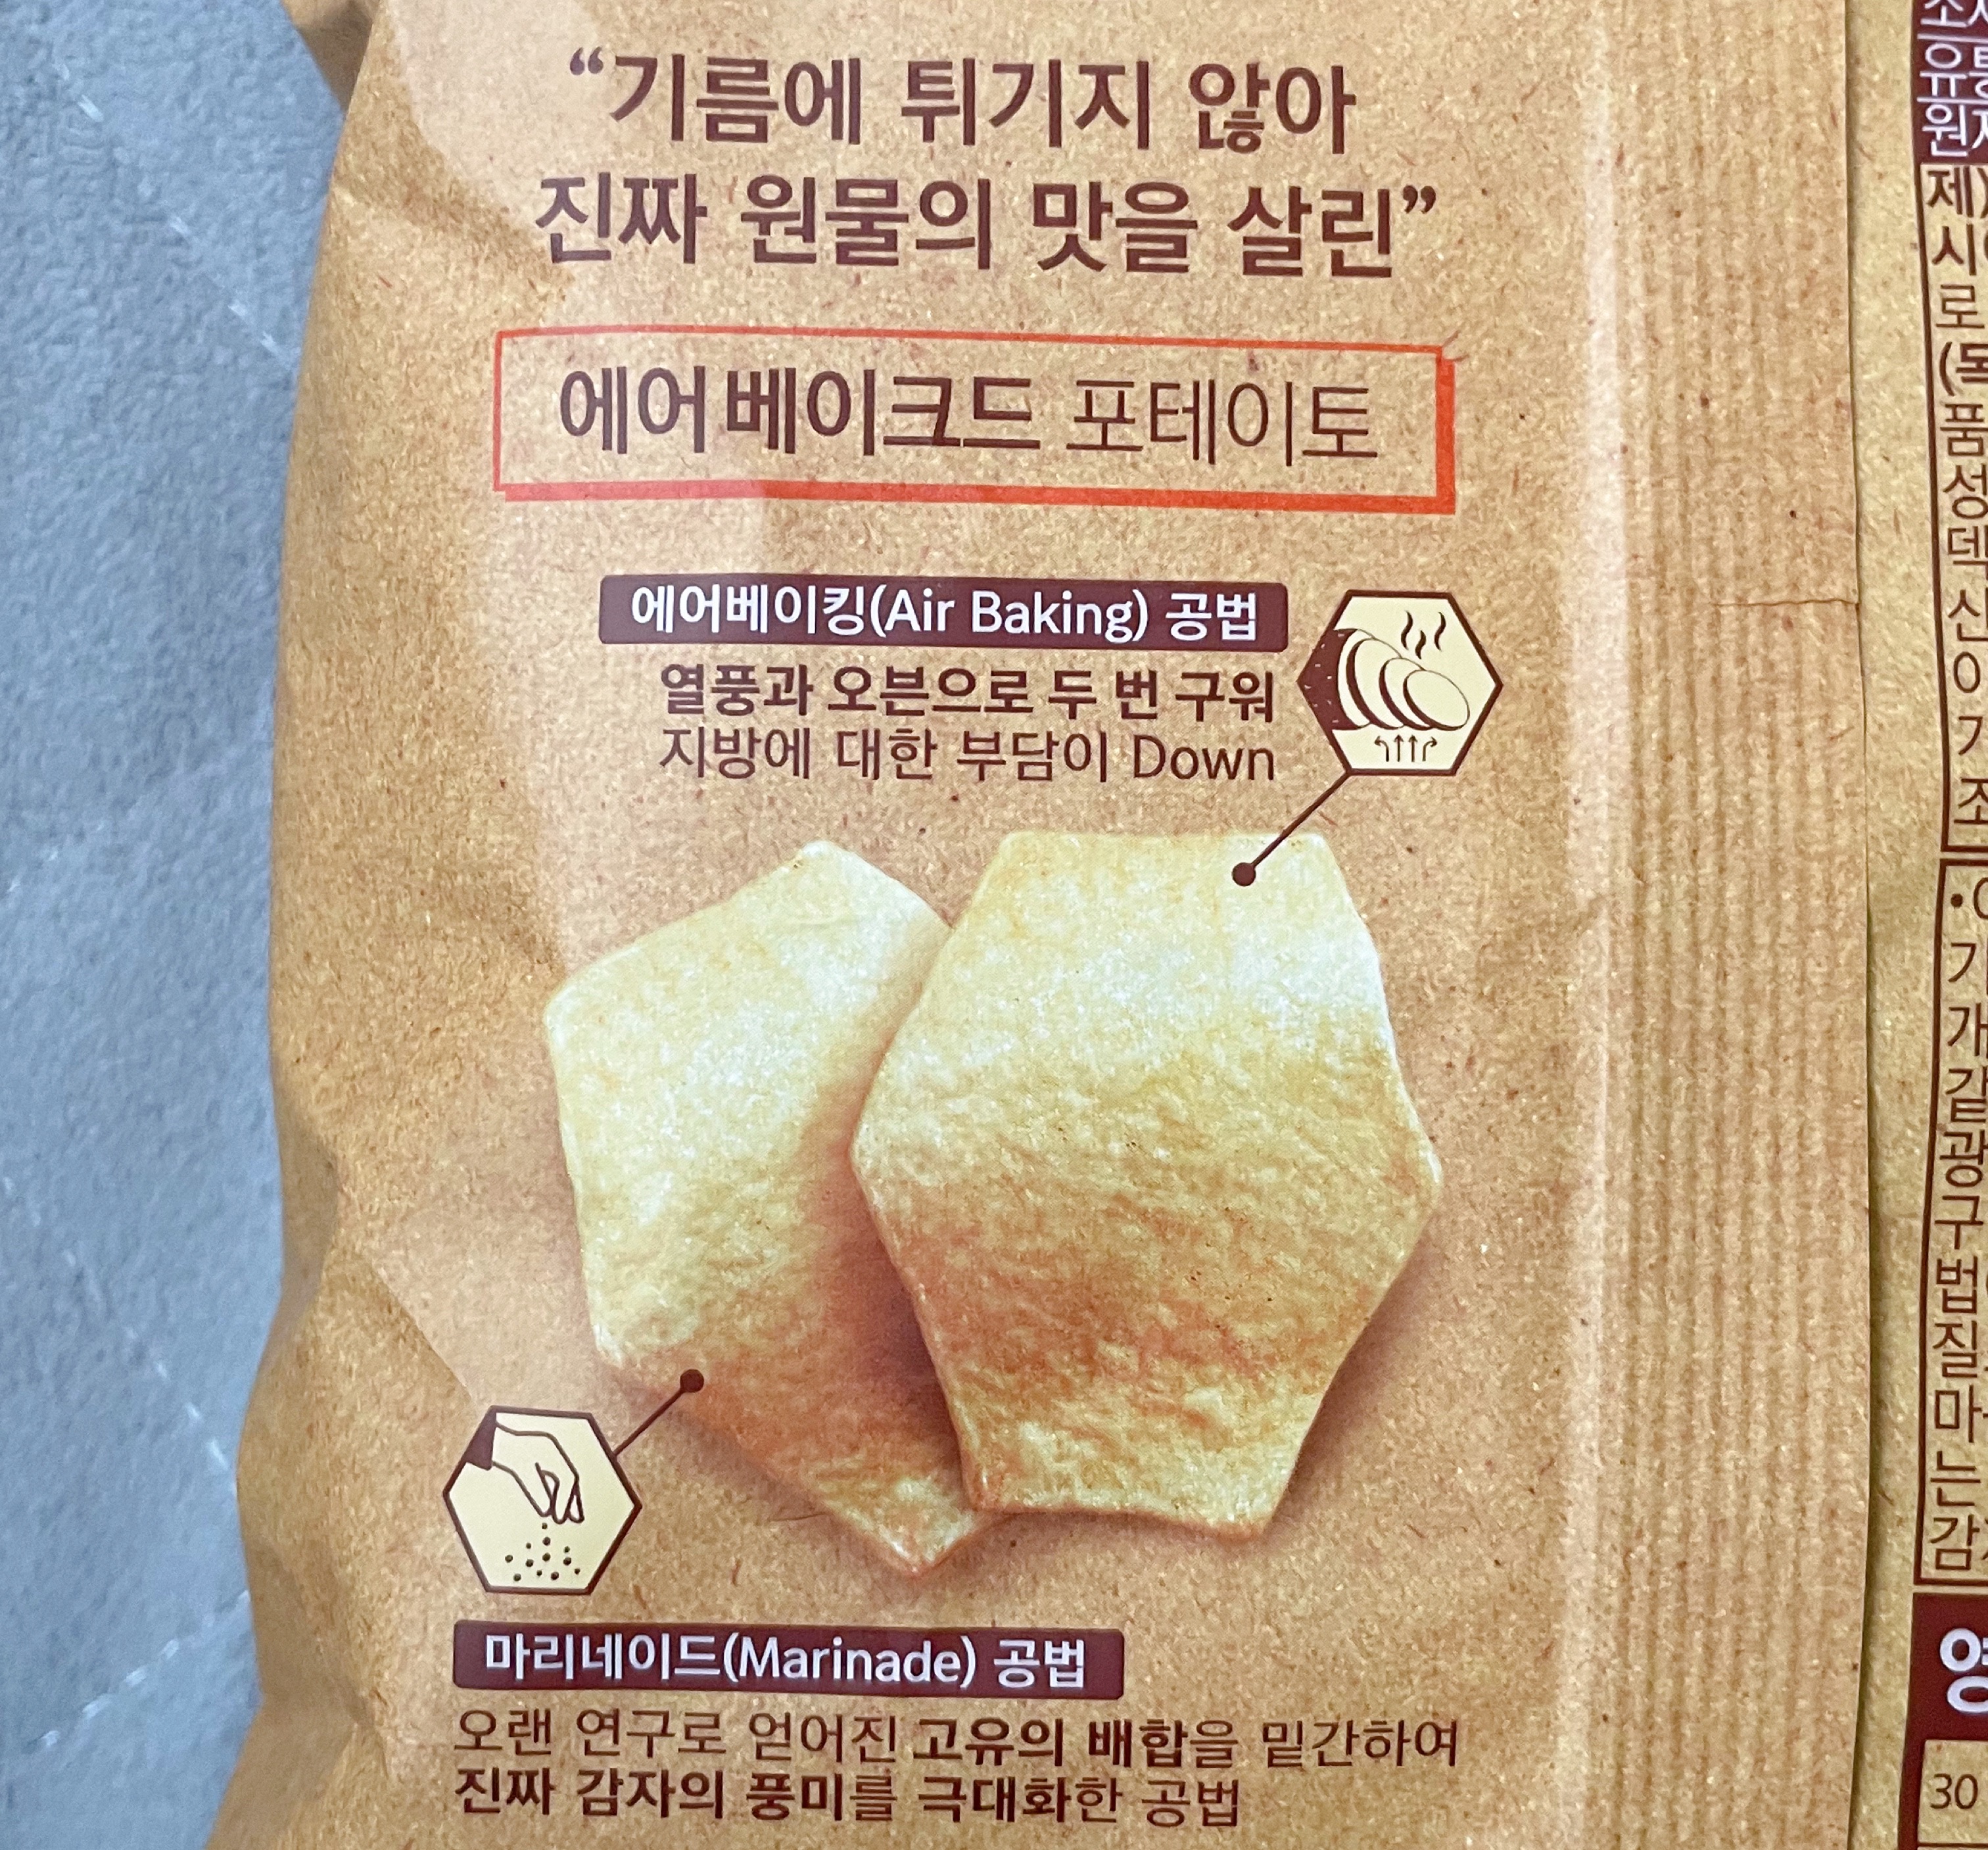 “기름에 튀기지 않아
진짜 원물의 맛을 살린”
에어 베이크드 포테이토
에어베이킹(Air Baking) 공법
열풍과 오븐으로 두 번 구워
지방에 대한 부담이 Down
마리네이드(Marinade) 공법
오랜 연구로 얻어진 고유의 배합을 밑간하여
진짜 감자의 풍미를 극대화한 공법
30